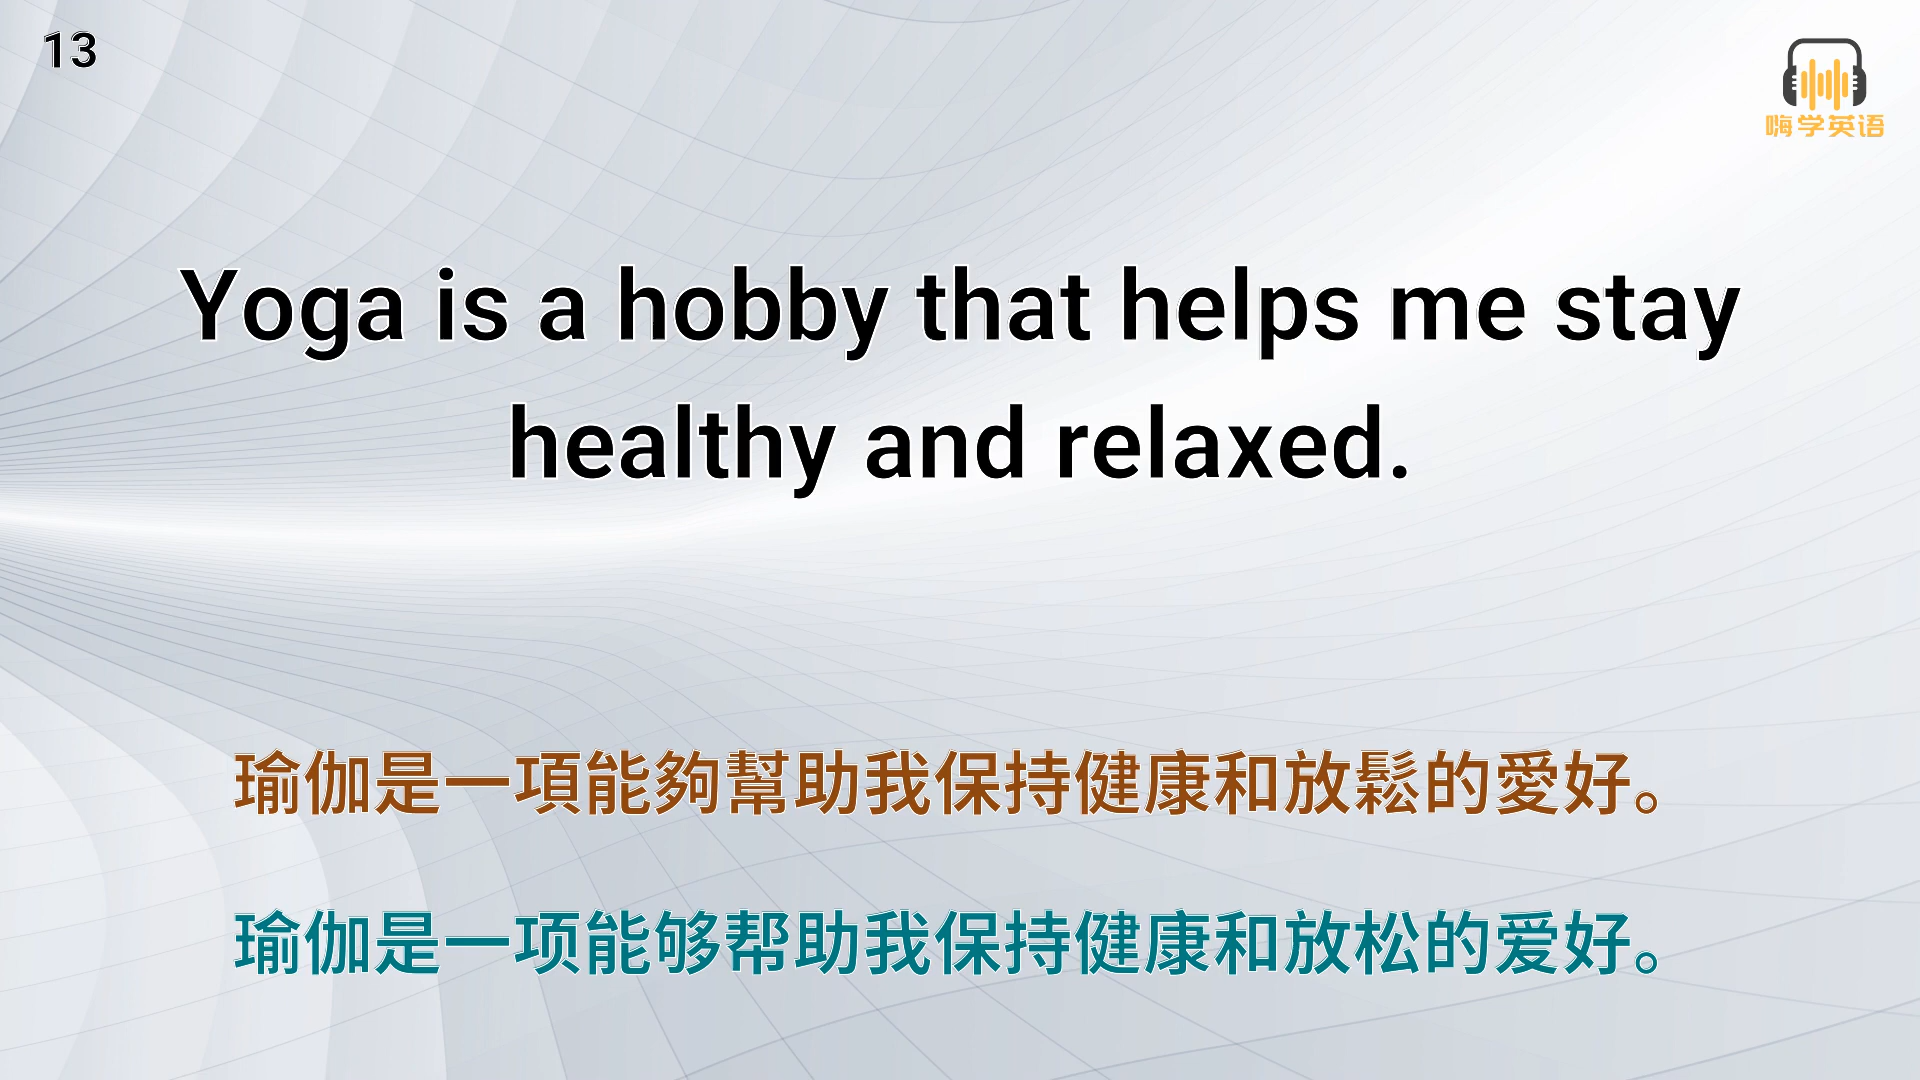 13
嗨学英语
Yoga is a hobby that helps me stay
healthy and relaxed.
瑜伽是一項能夠幫助我保持健康和放鬆的愛好。
瑜伽是一项能够帮助我保持健康和放松的爱好。